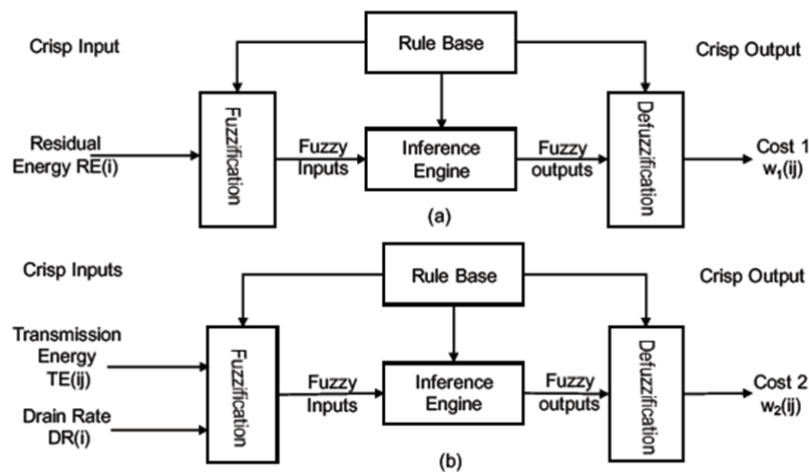 Crisp Input
Rule Base
Crisp Output
Residual
Energy RE(i)
Fuzzification
Fuzzy
Inputs
Inference
Engine
Fuzzy
outputs
Defuzzification
Cost 1
w₁(ij)
(a)
Crisp Inputs
Rule Base
Crisp Output
Transmission
Energy
TE(ij)
Drain Rate
DR(i)
Fuzzification
Fuzzy
Inputs
Inference
Engine
Fuzzy
outputs
Defuzzification
Cost 2
w₂(ij)
(b)